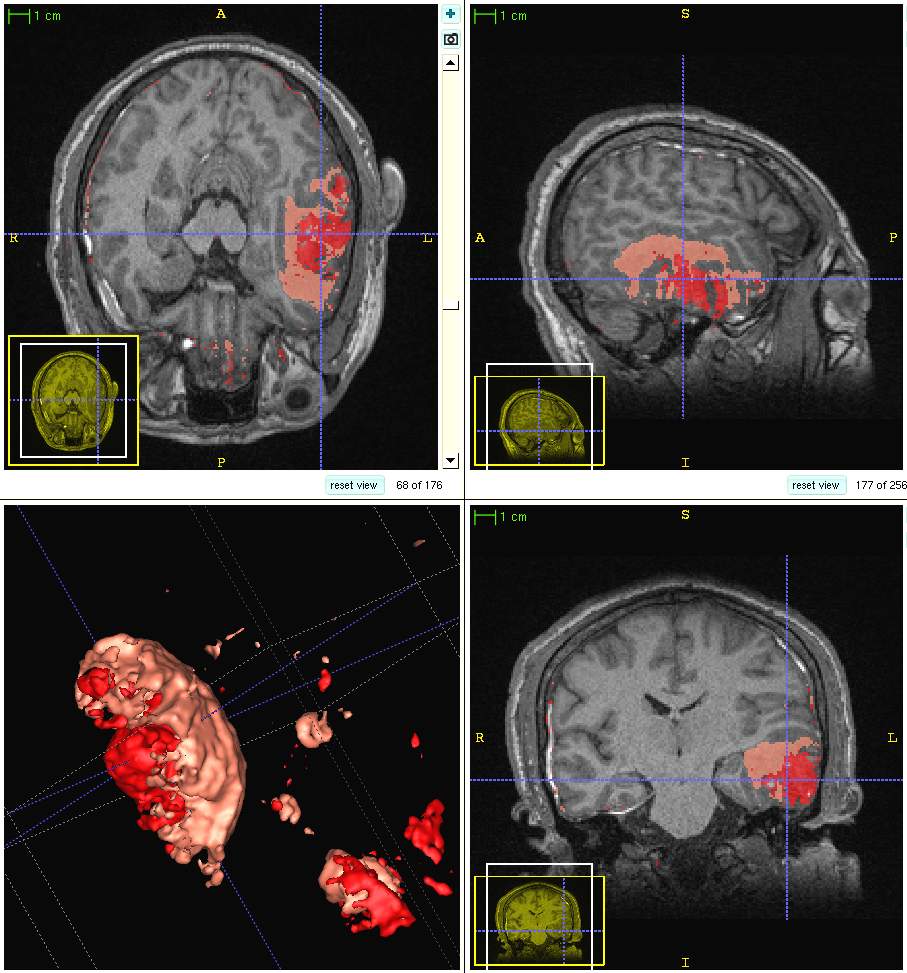 1 cm
A
R
L
P
reset view 68 of 176
1 cm
S
A
P
I
reset view 177 of 256
1 cm
S
R
L
I